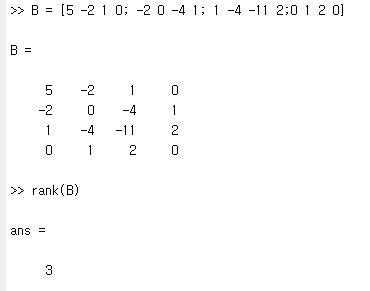 >> B = [5 -2 1 0; -2 0 -4 1; 1 -4 -11 2;0 1 2 0]
B =
5 -2 1 0
-2 0 -4 1
1 -4 -11 2
0 1 2 0
>> rank(B)
ans =
3